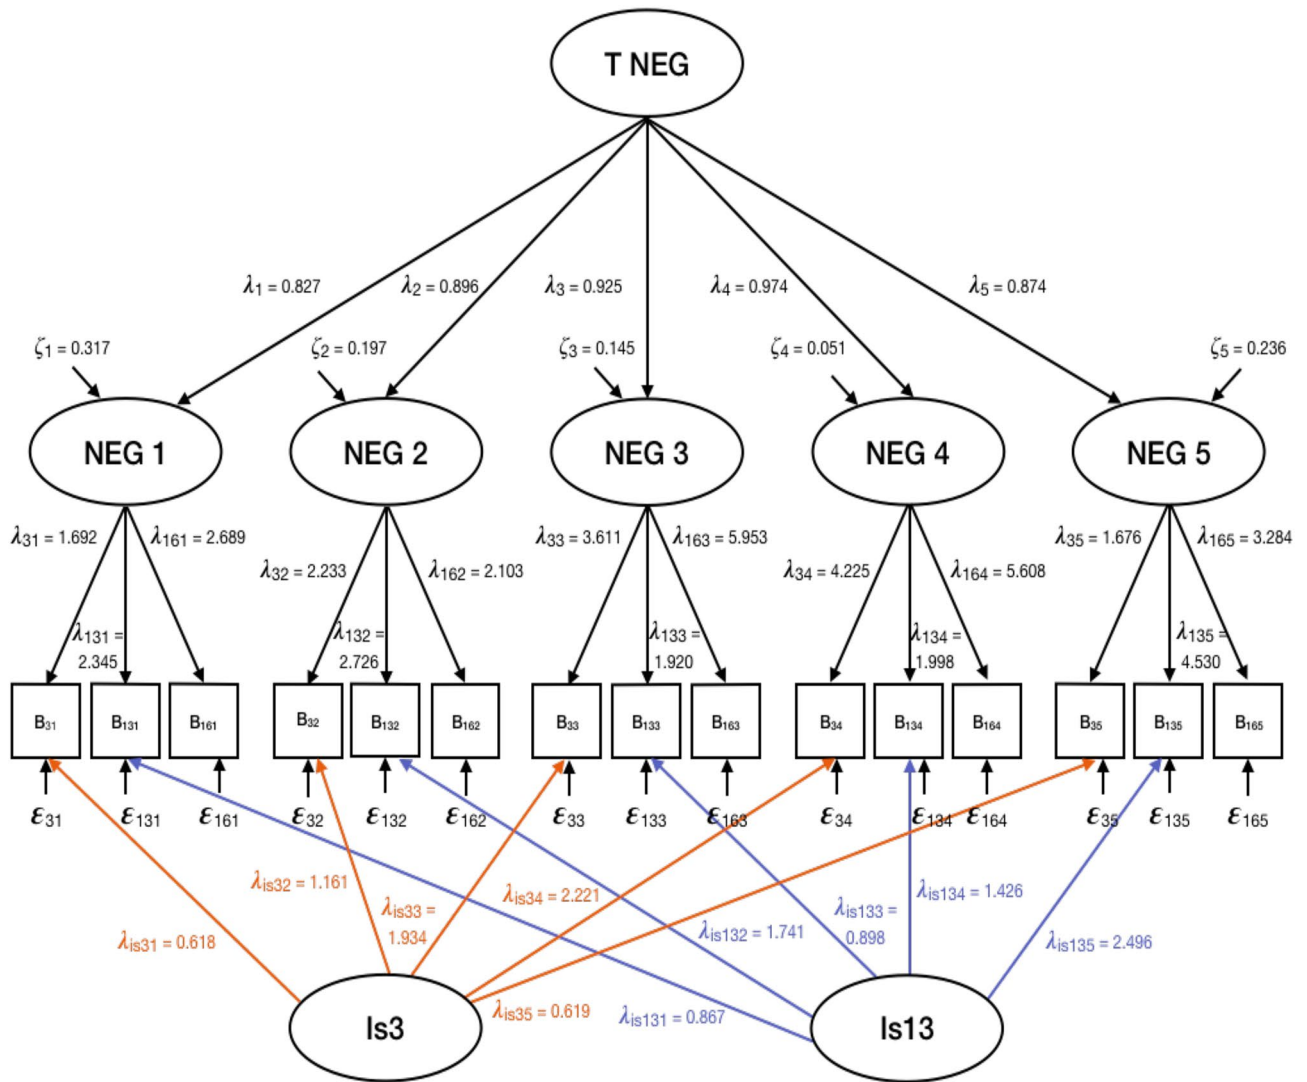 T NEG
λ1 = 0.827
λ2 = 0.896
λ3 = 0.925
λ4 = 0.974
λ5 = 0.874
ζ1 = 0.317
ζ2 = 0.197
ζ3 = 0.145
ζ4 = 0.051
ζ5 = 0.236
NEG 1
NEG 2
NEG 3
NEG 4
NEG 5
λ31 = 1.692
λ161 = 2.689
λ32 = 2.233
λ162 = 2.103
λ33 = 3.611
λ163 = 5.953
λ34 = 4.225
λ164 = 5.608
λ35 = 1.676
λ165 = 3.284
λ131 =
2.345
λ132 =
2.726
λ133 =
1.920
λ134 =
1.998
λ135 =
4.530
B31
B131
B161
B32
B132
B162
B33
B133
B163
B34
B134
B164
B35
B135
B165
ε31
ε131
ε161
ε32
ε132
ε162
ε33
ε133
ε163
ε34
ε134
ε164
ε35
ε135
ε165
λis31 = 0.618
λis32 = 1.161
λis33 =
1.934
λis34 = 2.221
λis35 = 0.619
λis131 = 0.867
λis132 = 1.741
λis133 =
0.898
λis134 = 1.426
λis135 = 2.496
Is3
Is13